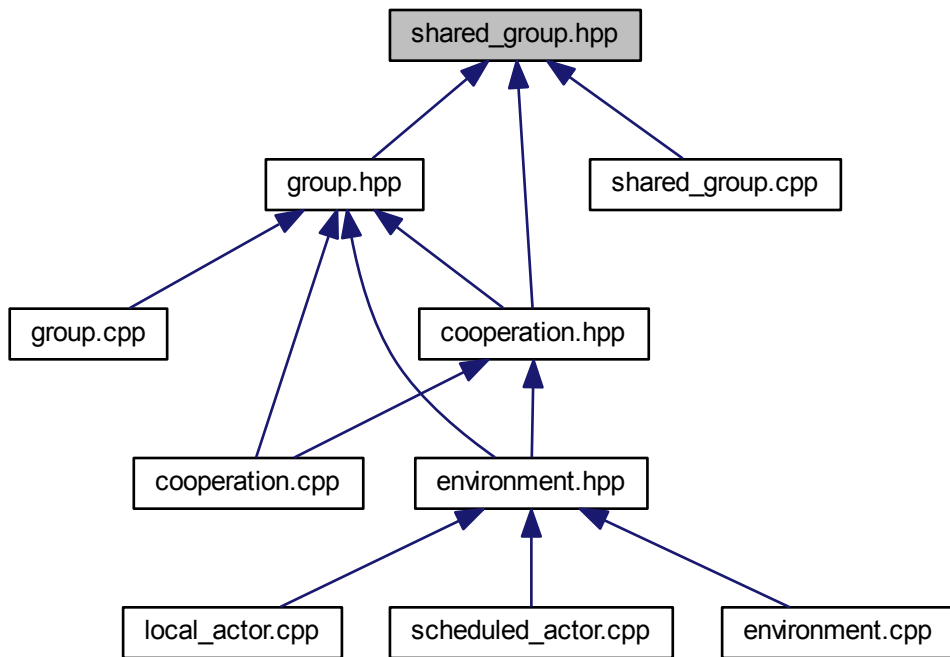 shared_group.hpp
group.hpp
shared_group.cpp
group.cpp
cooperation.hpp
cooperation.cpp
environment.hpp
local_actor.cpp
scheduled_actor.cpp
environment.cpp